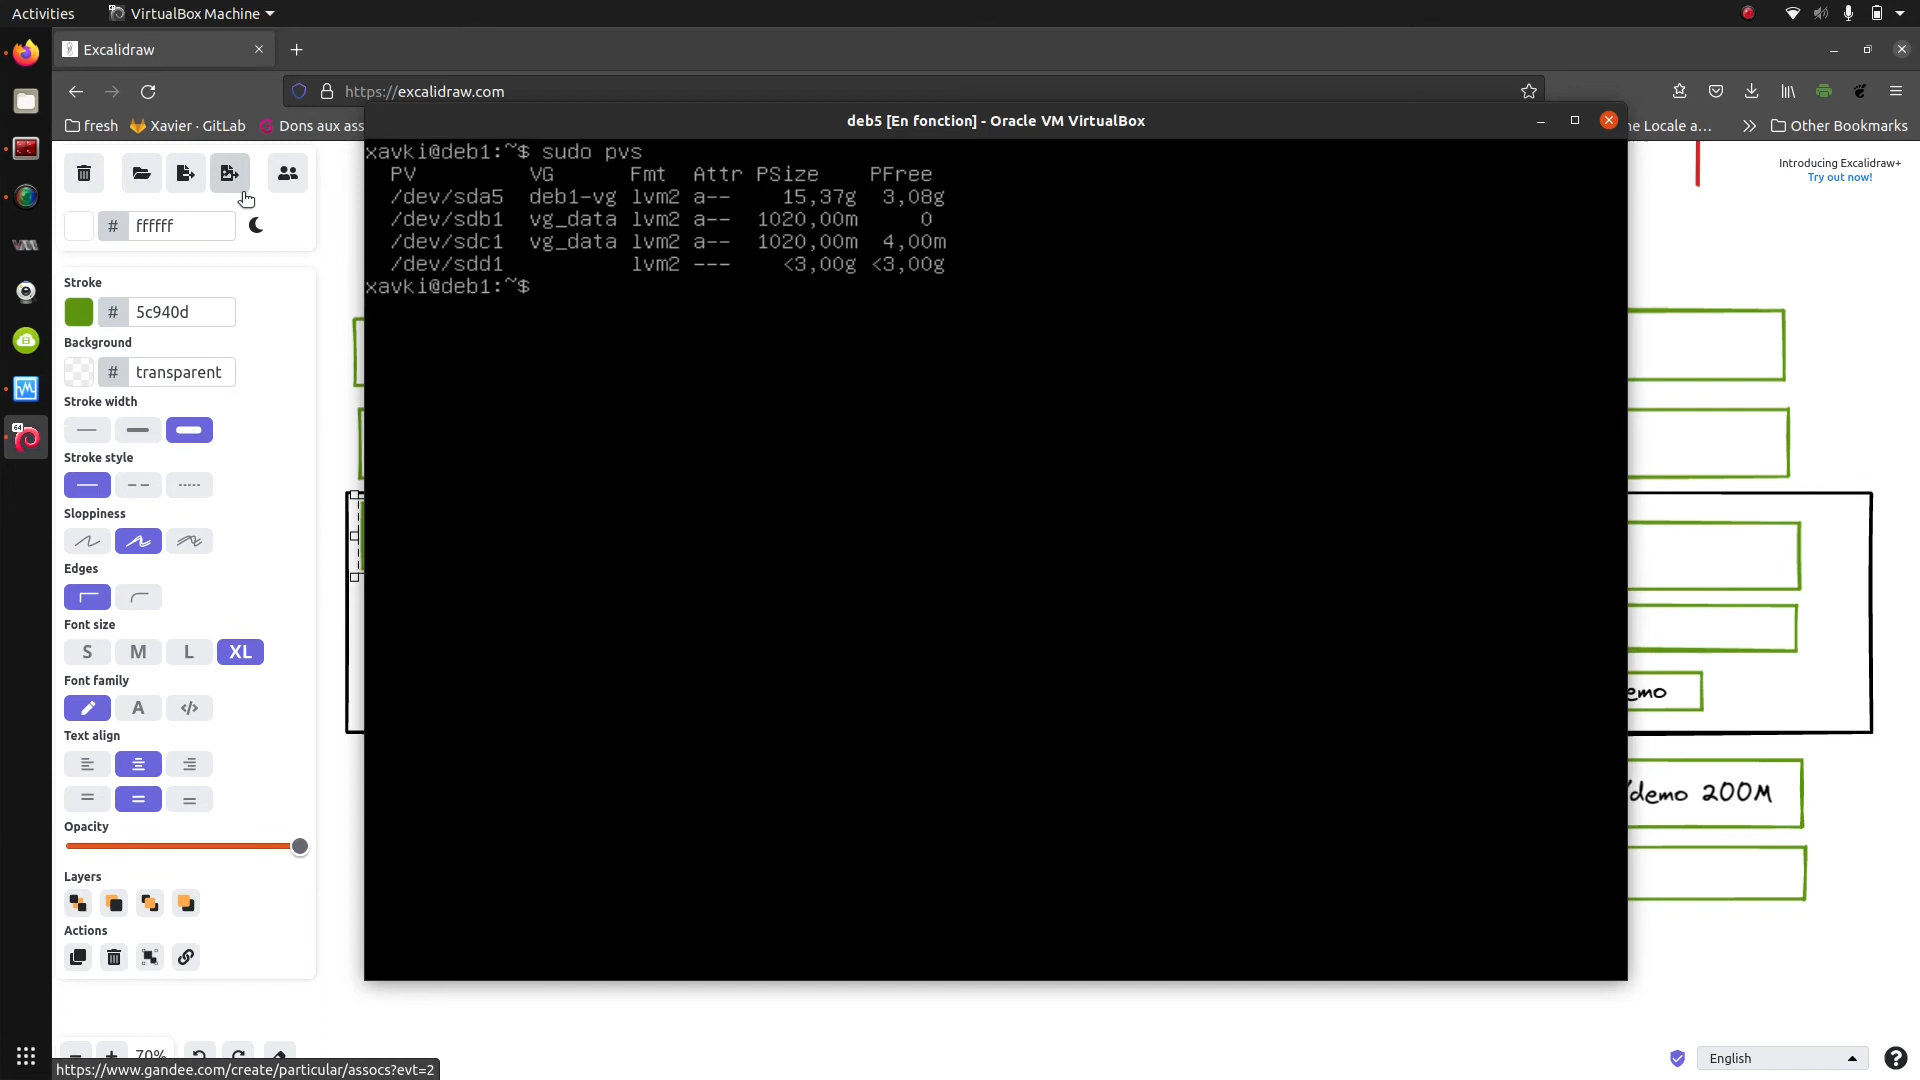 Activities
VirtualBox Machine
Excalidraw
https://excalidraw.com
fresh
Xavier · GitLab
Dons aux ass
ne Locale a...
Other Bookmarks
deb5 [En fonction] - Oracle VM VirtualBox
xavki@deb1:~$ sudo pvs
PV VG Fmt Attr PSize PFree
/dev/sda5 deb1-vg lvm2 a-- 15,37g 3,08g
/dev/sdb1 vg_data lvm2 a-- 1020,00m 0
/dev/sdc1 vg_data lvm2 a-- 1020,00m 4,00m
/dev/sdd1 lvm2 --- <3,00g <3,00g
xavki@deb1:~$
Introducing Excalidraw+
Try out now!
# ffffff
Stroke
# 5c940d
Background
# transparent
Stroke width
Stroke style
Sloppiness
Edges
Font size
S M L XL
Font family
A </>
Text align
Opacity
Layers
Actions
emo
/demo 200M
70%
https://www.gandee.com/create/particular/assocs?evt=2
English